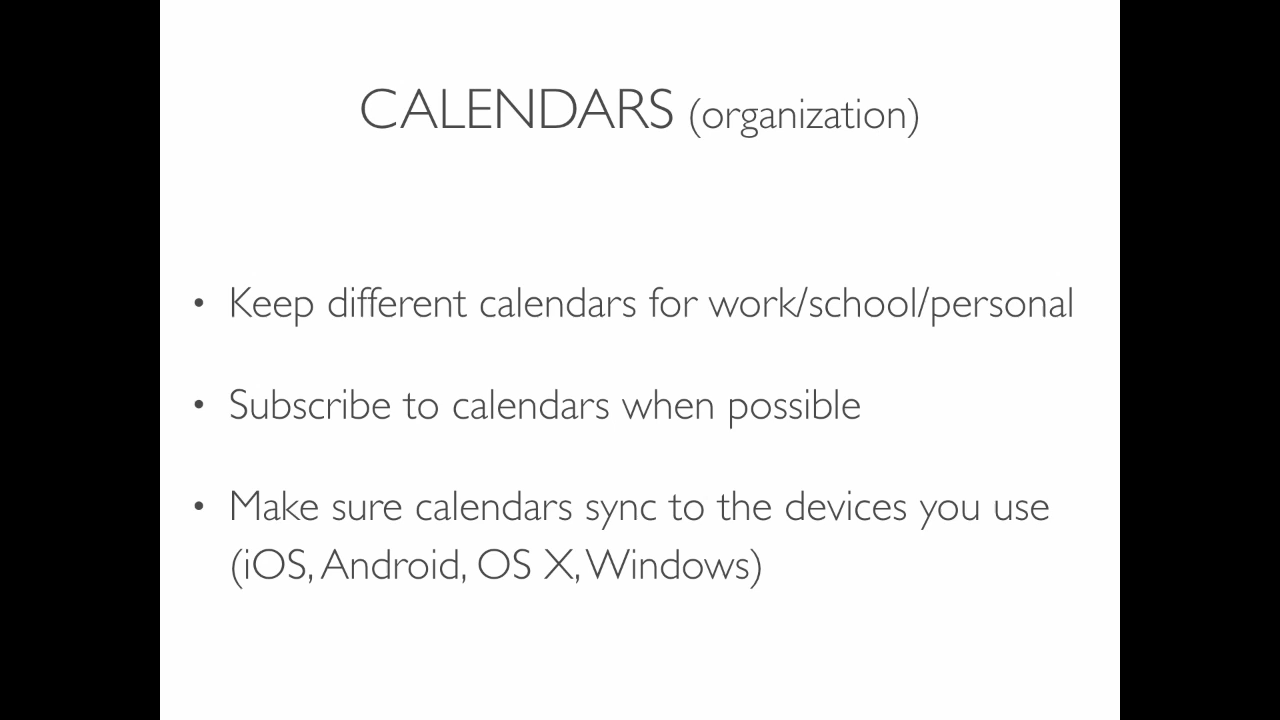 CALENDARS (organization)
• Keep different calendars for work/school/personal
• Subscribe to calendars when possible
• Make sure calendars sync to the devices you use
(iOS, Android, OS X, Windows)